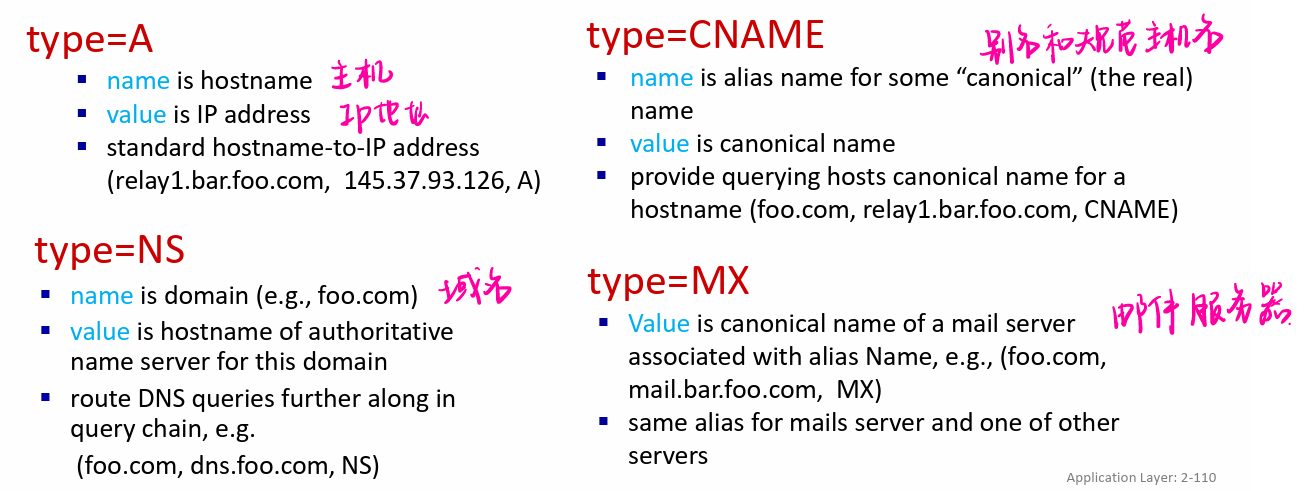 type=A
▪ name is hostname 主机
▪ value is IP address Ip地址
▪ standard hostname-to-IP address
(relay1.bar.foo.com, 145.37.93.126, A)
type=NS
▪ name is domain (e.g., foo.com) 域名
▪ value is hostname of authoritative
name server for this domain
▪ route DNS queries further along in
query chain, e.g.
(foo.com, dns.foo.com, NS)
type=CNAME
别名和规范主机名
▪ name is alias name for some “canonical” (the real)
name
▪ value is canonical name
▪ provide querying hosts canonical name for a
hostname (foo.com, relay1.bar.foo.com, CNAME)
type=MX
▪ Value is canonical name of a mail server 邮件服务器
associated with alias Name, e.g., (foo.com,
mail.bar.foo.com, MX)
▪ same alias for mails server and one of other
servers
Application Layer: 2-110